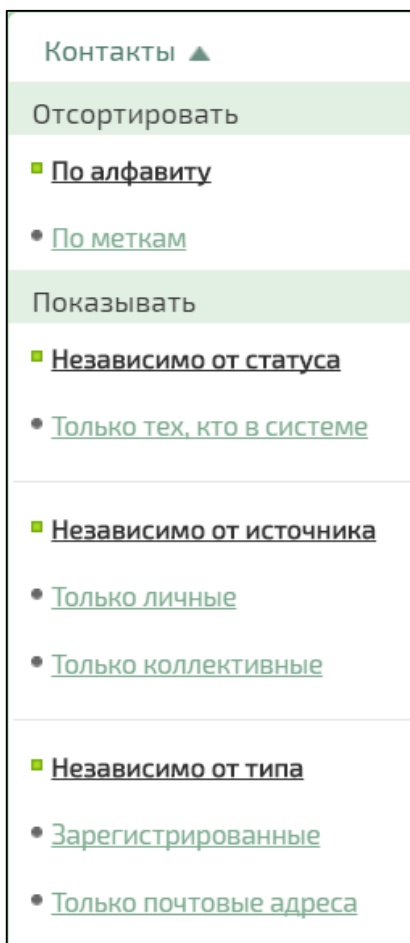 Контакты ▲
Отсортировать
По алфавиту
По меткам
Показывать
Независимо от статуса
Только тех, кто в системе
Независимо от источника
Только личные
Только коллективные
Независимо от типа
Зарегистрированные
Только почтовые адреса